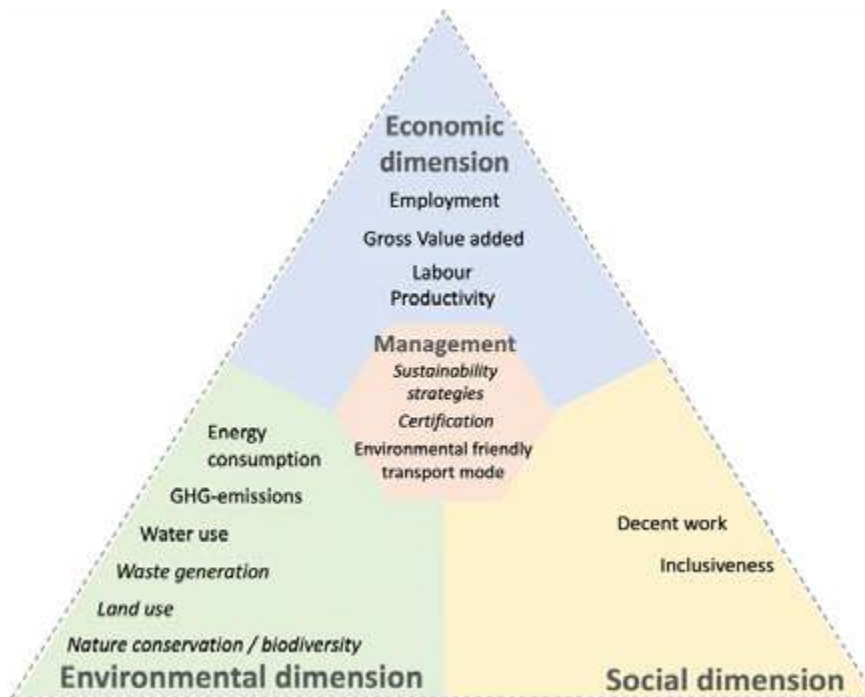 Economic
dimension
Employment
Gross Value added
Labour
Productivity
Management
Sustainability
strategies
Certification
Environmental friendly
transport mode
Energy
consumption
GHG-emissions
Water use
Waste generation
Land use
Nature conservation / biodiversity
Environmental dimension
Decent work
Inclusiveness
Social dimension